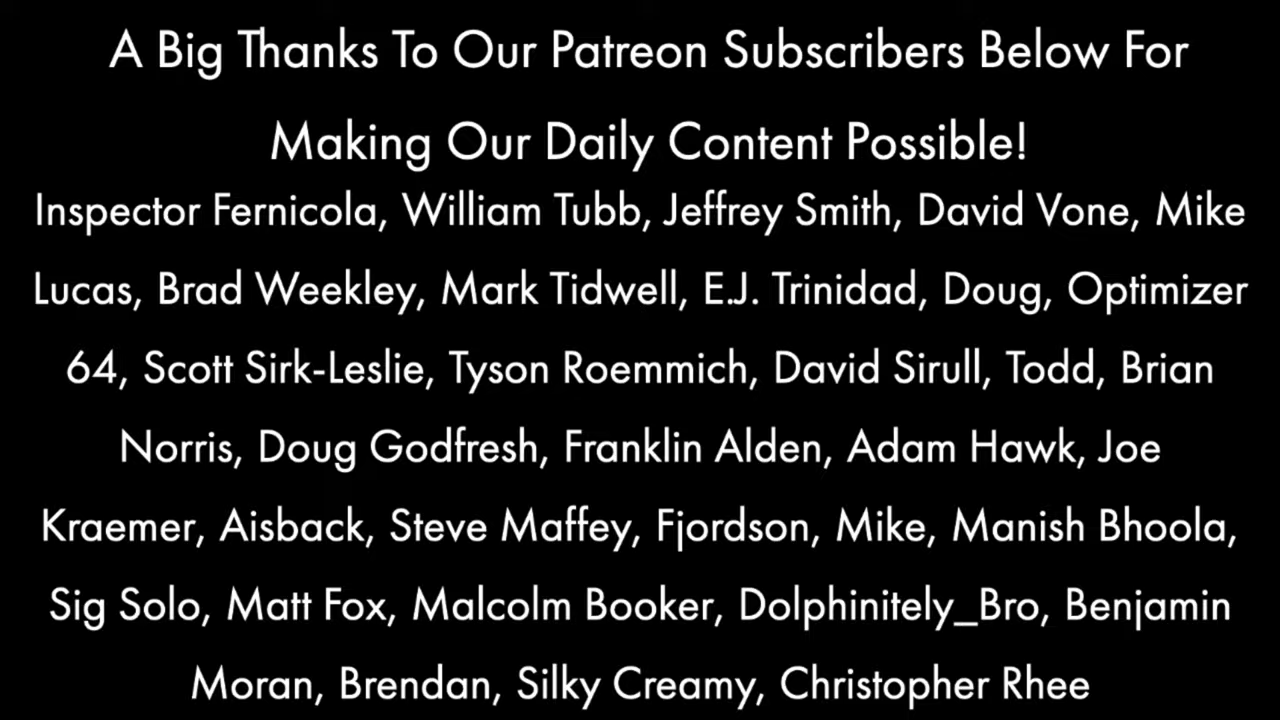 A Big Thanks To Our Patreon Subscribers Below For
Making Our Daily Content Possible!
Inspector Fernicola, William Tubb, Jeffrey Smith, David Vone, Mike
Lucas, Brad Weekley, Mark Tidwell, E.J. Trinidad, Doug, Optimizer
64, Scott Sirk-Leslie, Tyson Roemmich, David Sirull, Todd, Brian
Norris, Doug Godfresh, Franklin Alden, Adam Hawk, Joe
Kraemer, Aisback, Steve Maffey, Fjordson, Mike, Manish Bhoola,
Sig Solo, Matt Fox, Malcolm Booker, Dolphinitely_Bro, Benjamin
Moran, Brendan, Silky Creamy, Christopher Rhee